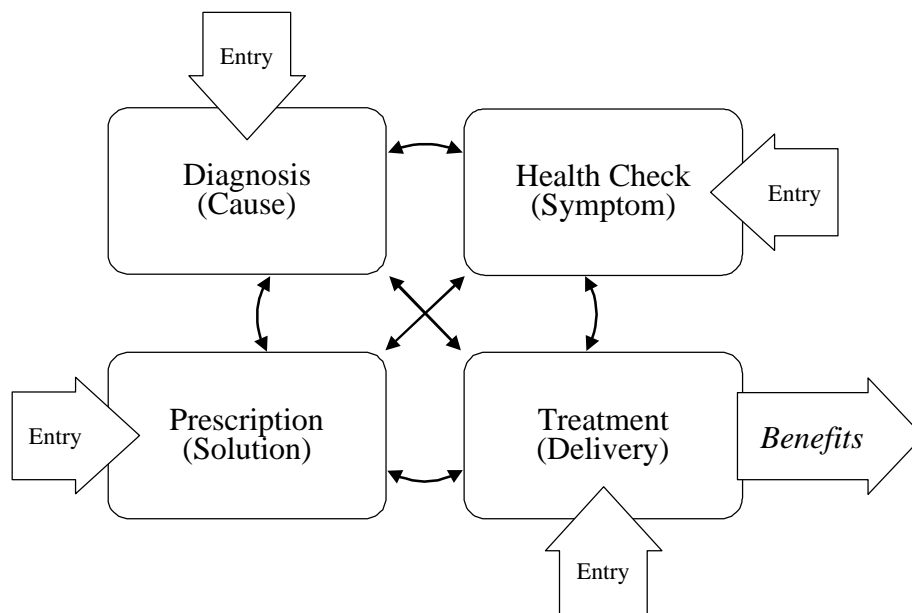 Entry
Diagnosis
(Cause)
Health Check
(Symptom)
Entry
Entry
Prescription
(Solution)
Treatment
(Delivery)
Benefits
Entry